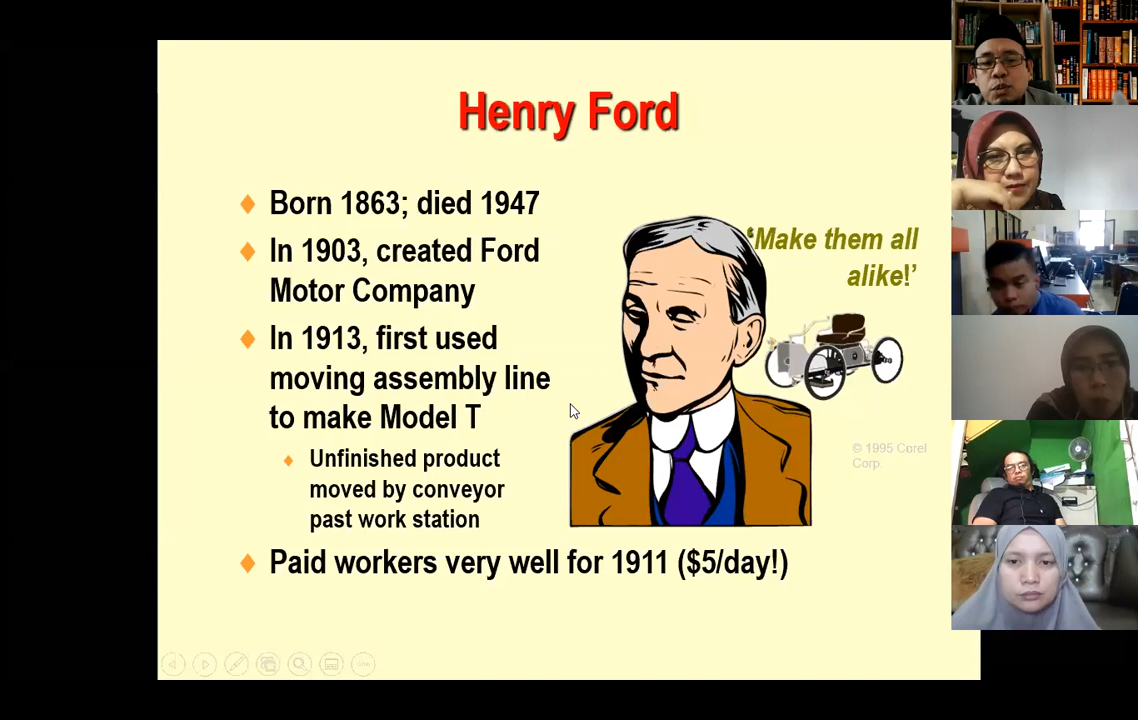 Henry Ford
Born 1863; died 1947
In 1903, created Ford
Motor Company
In 1913, first used
moving assembly line
to make Model T
Unfinished product
moved by conveyor
past work station
Paid workers very well for 1911 ($5/day!)
‘Make them all
alike!’
© 1995 Corel
Corp.